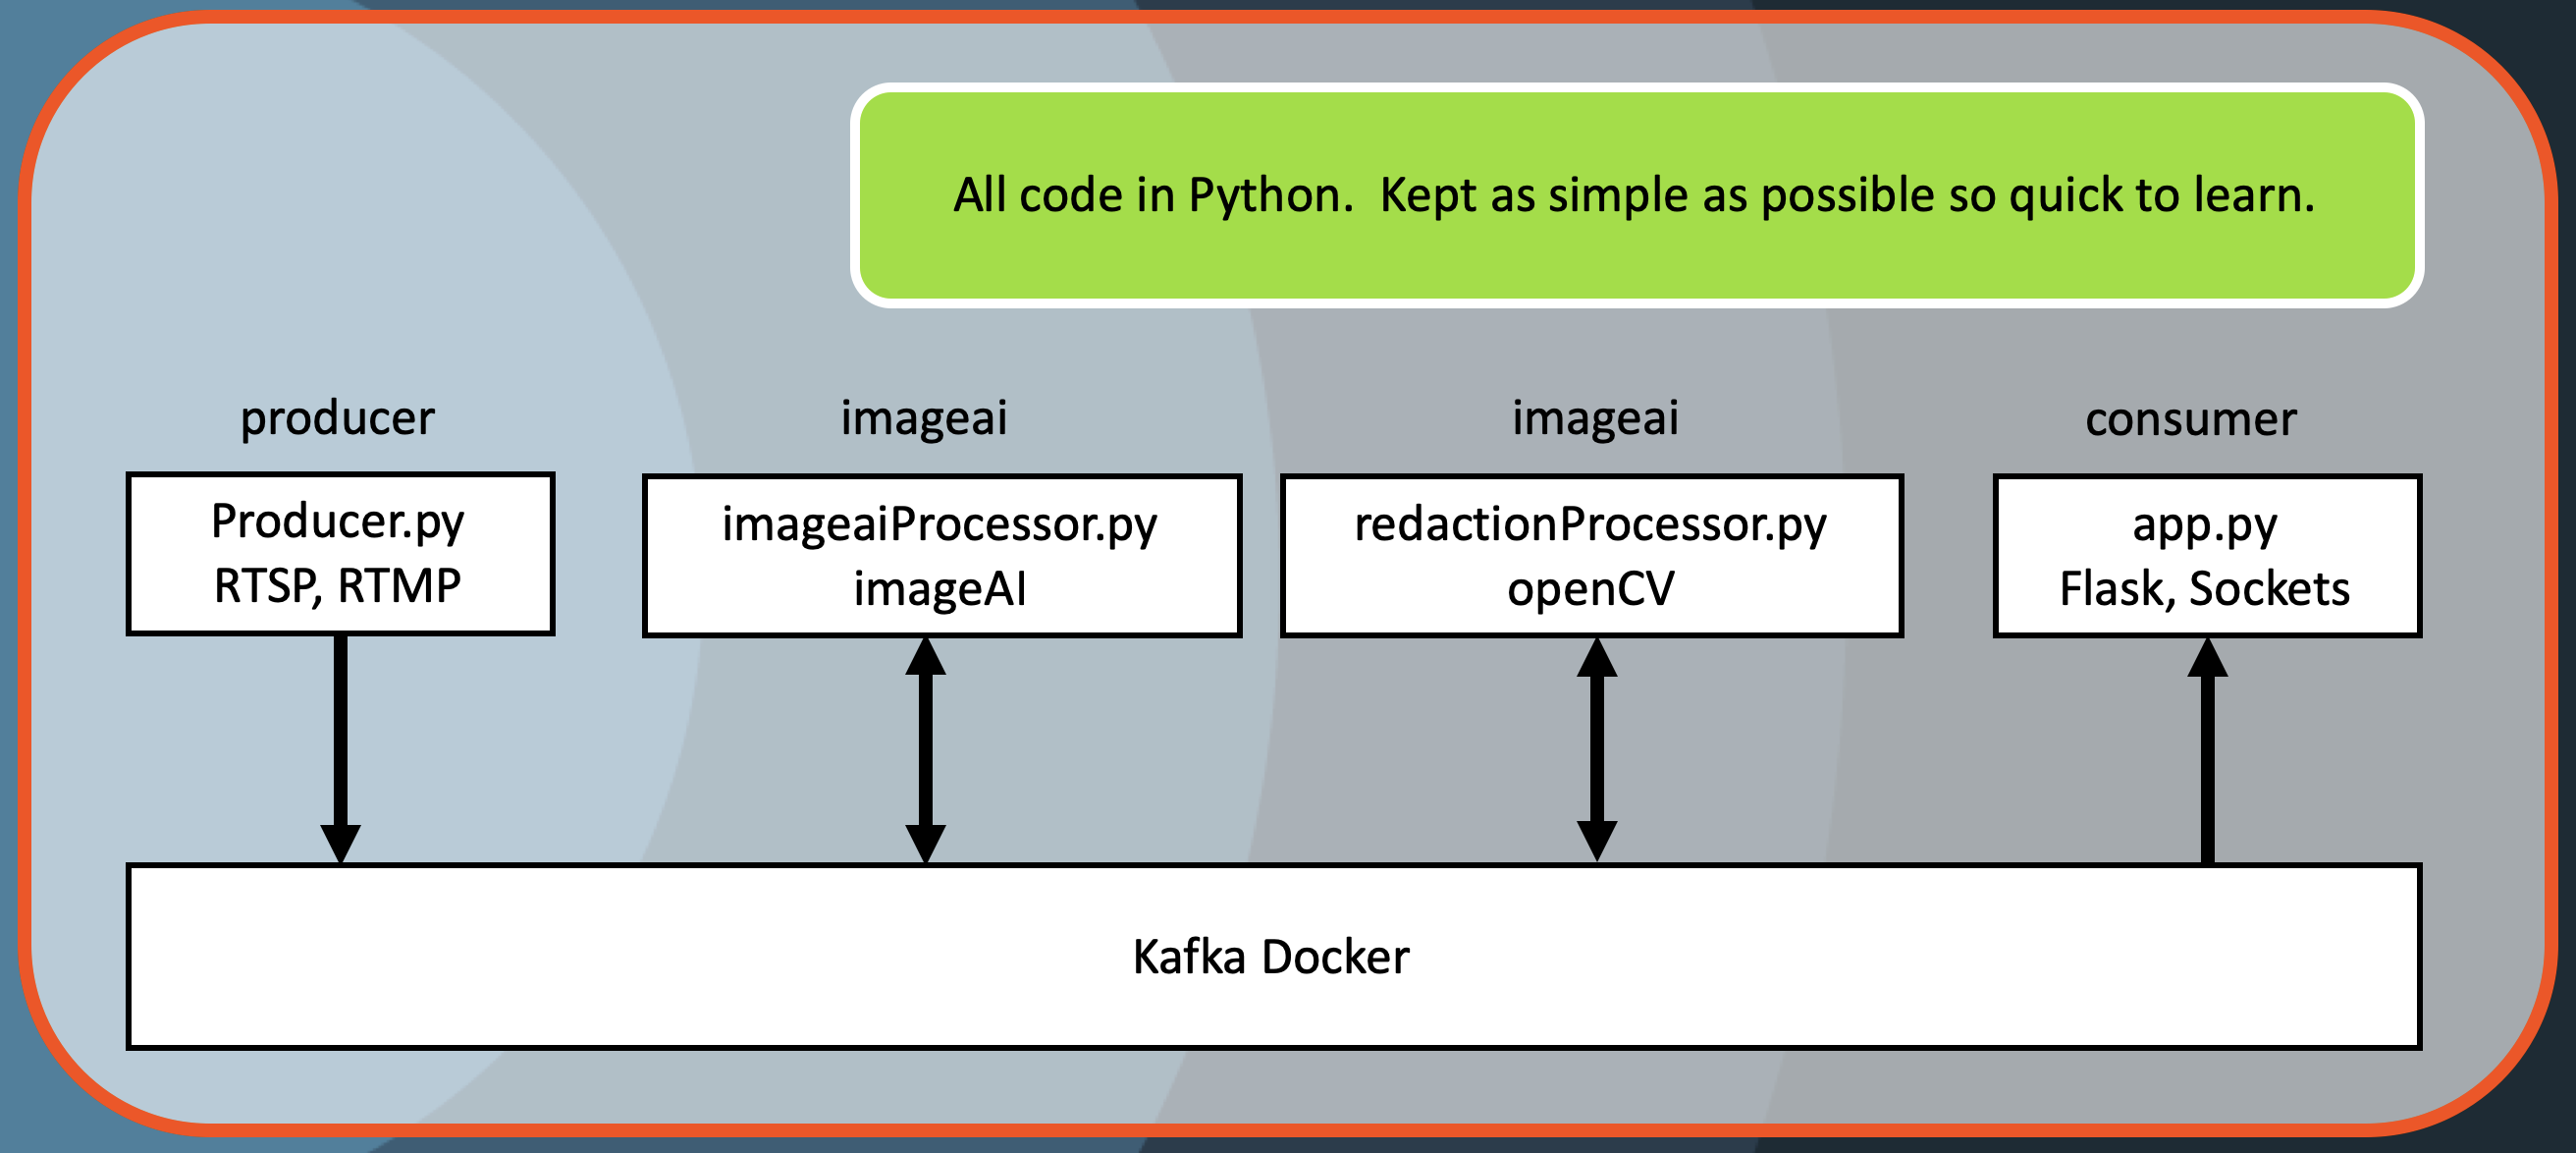 All code in Python.  Kept as simple as possible so quick to learn.
producer
imageai
imageai
consumer
Producer.py
RTSP, RTMP
imageaiProcessor.py
imageAI
redactionProcessor.py
openCV
app.py
Flask, Sockets
Kafka Docker